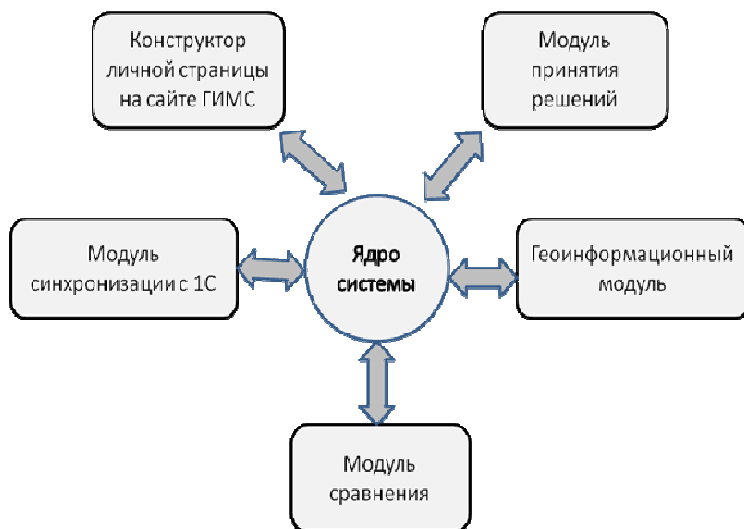 Конструктор
личной страницы
на сайте ГИМС
Модуль
принятия
решений
Модуль
синхронизации с 1С
Ядро
системы
Геоинформационный
модуль
Модуль
сравнения